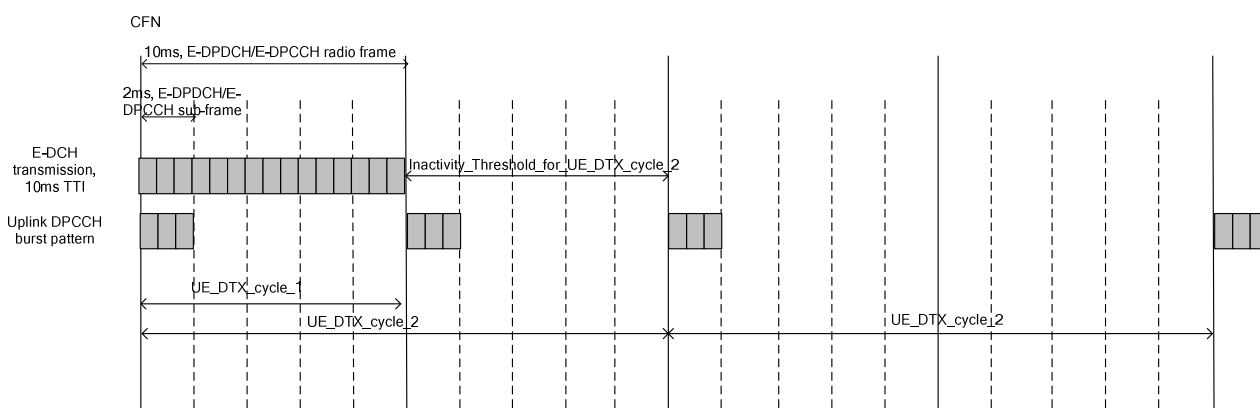 CFN
10ms, E-DPDCH/E-DPCCH radio frame
2ms, E-DPDCH/E-
DPCCH sub-frame
E-DCH
transmission,
10ms TTI
Inactivity_Threshold_for_UE_DTX_cycle_2
Uplink DPCCH
burst pattern
UE_DTX_cycle_1
UE_DTX_cycle_2
UE_DTX_cycle_2